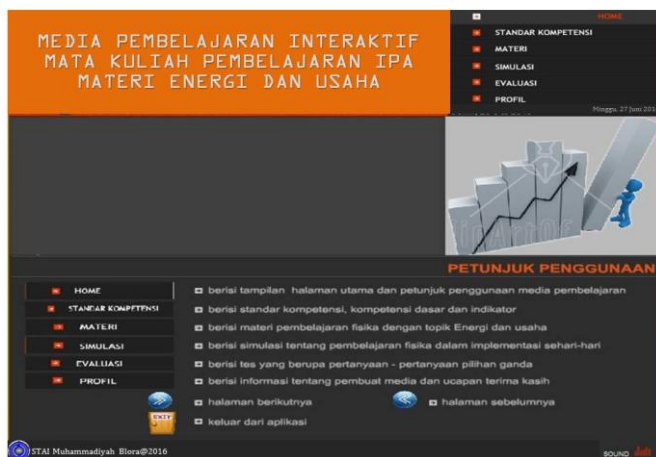 MEDIA PEMBELAJARAN INTERAKTIF
MATA KULIAH PEMBELAJARAN IPA
MATERI ENERGI DAN USAHA
HOME
STANDAR KOMPETENSI
MATERI
SIMULASI
EVALUASI
PROFIL
Minggu, 27 Juni 201
PETUNJUK PENGGUNAAN
HOME berisi tampilan halaman utama dan petunjuk penggunaan media pembelajaran
STANDAR KOMPETENSI berisi standar kompetensi, kompetensi dasar dan indikator
MATERI berisi materi pembelajaran fisika dengan topik Energi dan usaha
SIMULASI berisi simulasi tentang pembelajaran fisika dalam implementasi sehari-hari
EVALUASI berisi tes yang berupa pertanyaan - pertanyaan pilihan ganda
PROFIL berisi informasi tentang pembuat media dan ucapan terima kasih
halaman berikutnya halaman sebelumnya
EXIT keluar dari aplikasi
STAI Muhammadiyah Blora@2016
SOUND